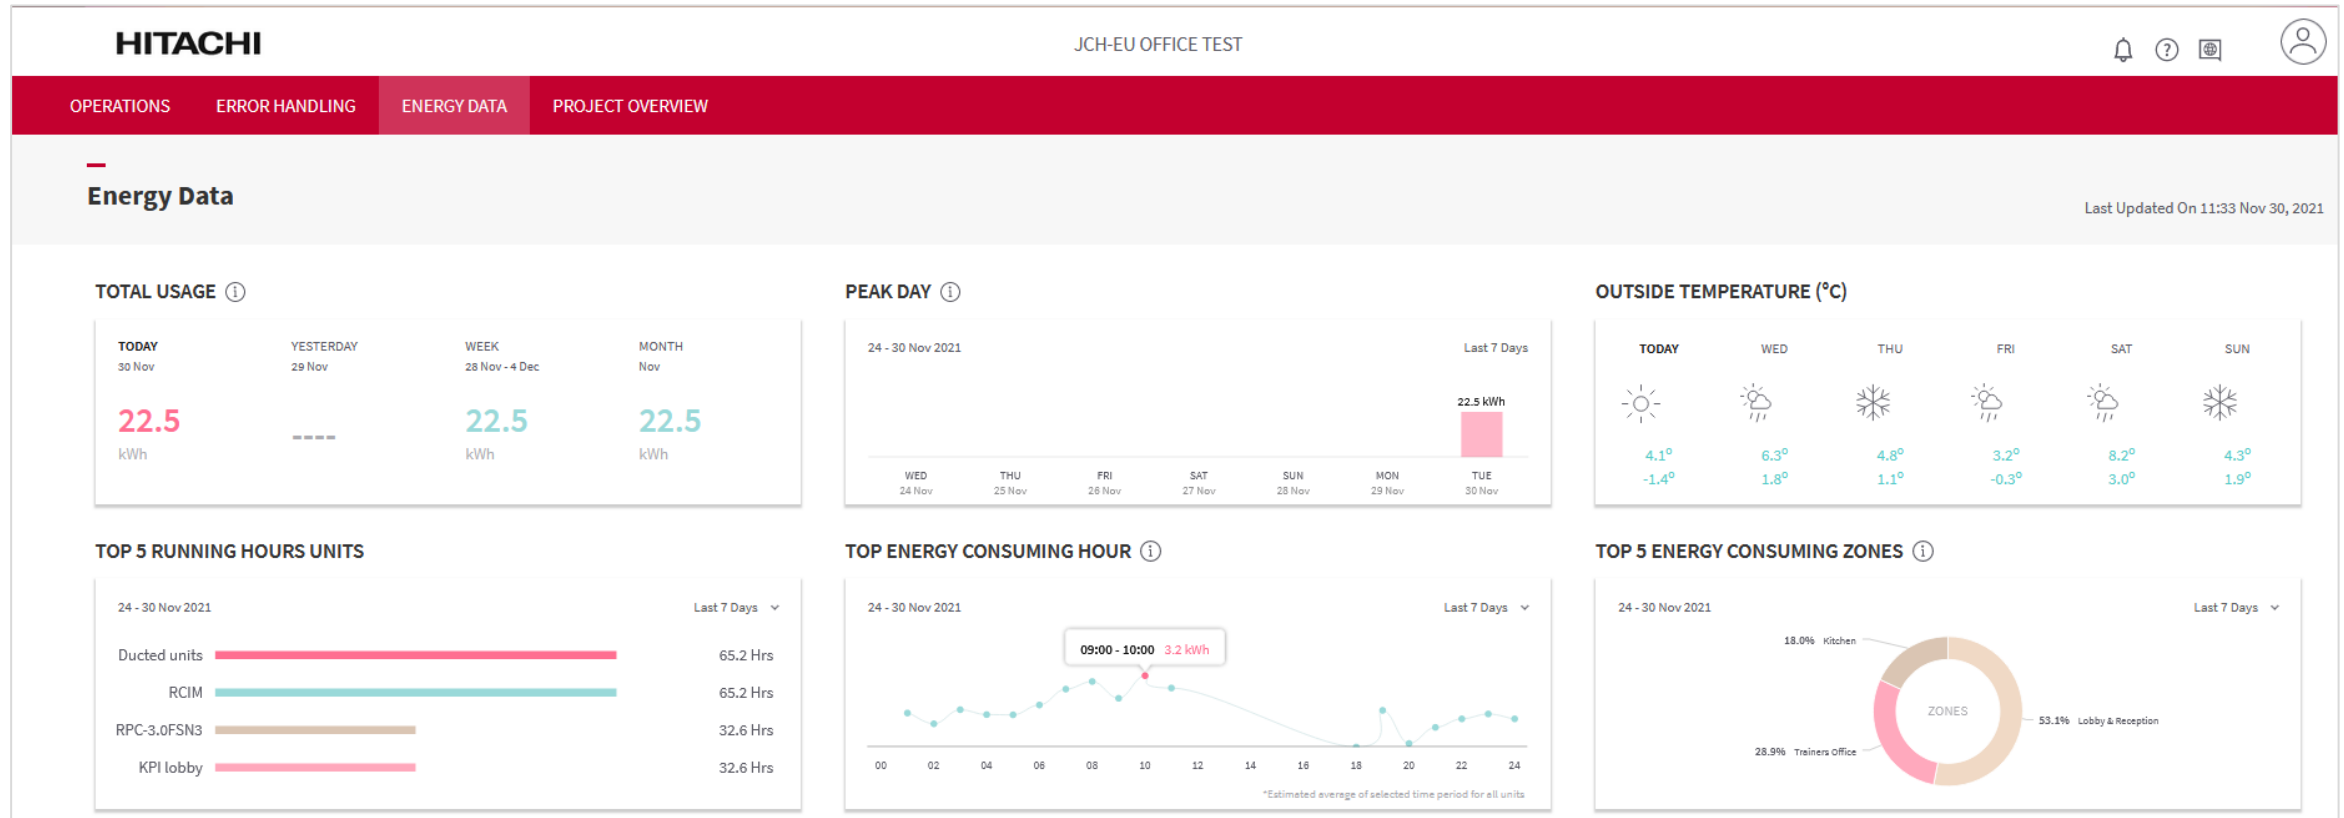 HITACHI
JCH-EU OFFICE TEST
OPERATIONS ERROR HANDLING ENERGY DATA PROJECT OVERVIEW
Energy Data
Last Updated On 11:33 Nov 30, 2021
TOTAL USAGE
TODAY YESTERDAY WEEK MONTH
30 Nov 29 Nov 28 Nov - 4 Dec Nov
22.5 ---- 22.5 22.5
kWh kWh kWh
PEAK DAY
24 - 30 Nov 2021 Last 7 Days
22.5 kWh
WED THU FRI SAT SUN MON TUE
24 Nov 25 Nov 26 Nov 27 Nov 28 Nov 29 Nov 30 Nov
OUTSIDE TEMPERATURE (°C)
TODAY WED THU FRI SAT SUN
4.1° 6.3° 4.8° 3.2° 8.2° 4.3°
-1.4° 1.8° 1.1° -0.3° 3.0° 1.9°
TOP 5 RUNNING HOURS UNITS
24 - 30 Nov 2021 Last 7 Days
Ducted units 65.2 Hrs
RCIM 65.2 Hrs
RPC-3.0FSN3 32.6 Hrs
KPI lobby 32.6 Hrs
TOP ENERGY CONSUMING HOUR
24 - 30 Nov 2021 Last 7 Days
09:00 - 10:00 3.2 kWh
00 02 04 06 08 10 12 14 16 18 20 22 24
*Estimated average of selected time period for all units
TOP 5 ENERGY CONSUMING ZONES
24 - 30 Nov 2021 Last 7 Days
18.0% Kitchen
ZONES
53.1% Lobby & Reception
28.9% Trainers Office